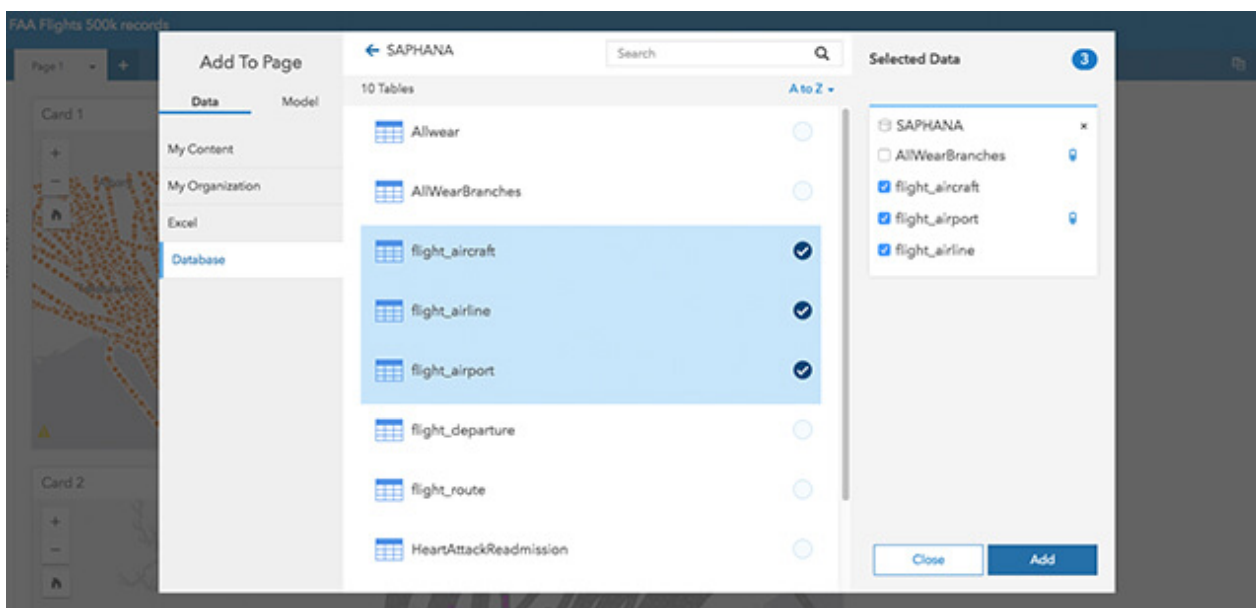 FAA Flights 500k records
Page 1
Card 1
Card 2
Add To Page
Data Model
My Content
My Organization
Excel
Database
SAPHANA
Search
10 Tables
A to Z
Allwear
AllWearBranches
flight_aircraft
flight_airline
flight_airport
flight_departure
flight_route
HeartAttackReadmission
Selected Data
3
SAPHANA
AllWearBranches
flight_aircraft
flight_airport
flight_airline
Close Add